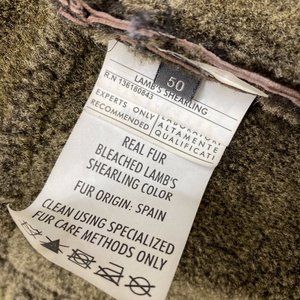 50
LAMB'S SHEARLING
R.N 136180843
EXPERTS ONLY
RECOMMENDED
ALTAMENTE
QUALIFICATI
REAL FUR
BLEACHED LAMB'S
SHEARLING COLOR
FUR ORIGIN: SPAIN
CLEAN USING SPECIALIZED
FUR CARE METHODS ONLY